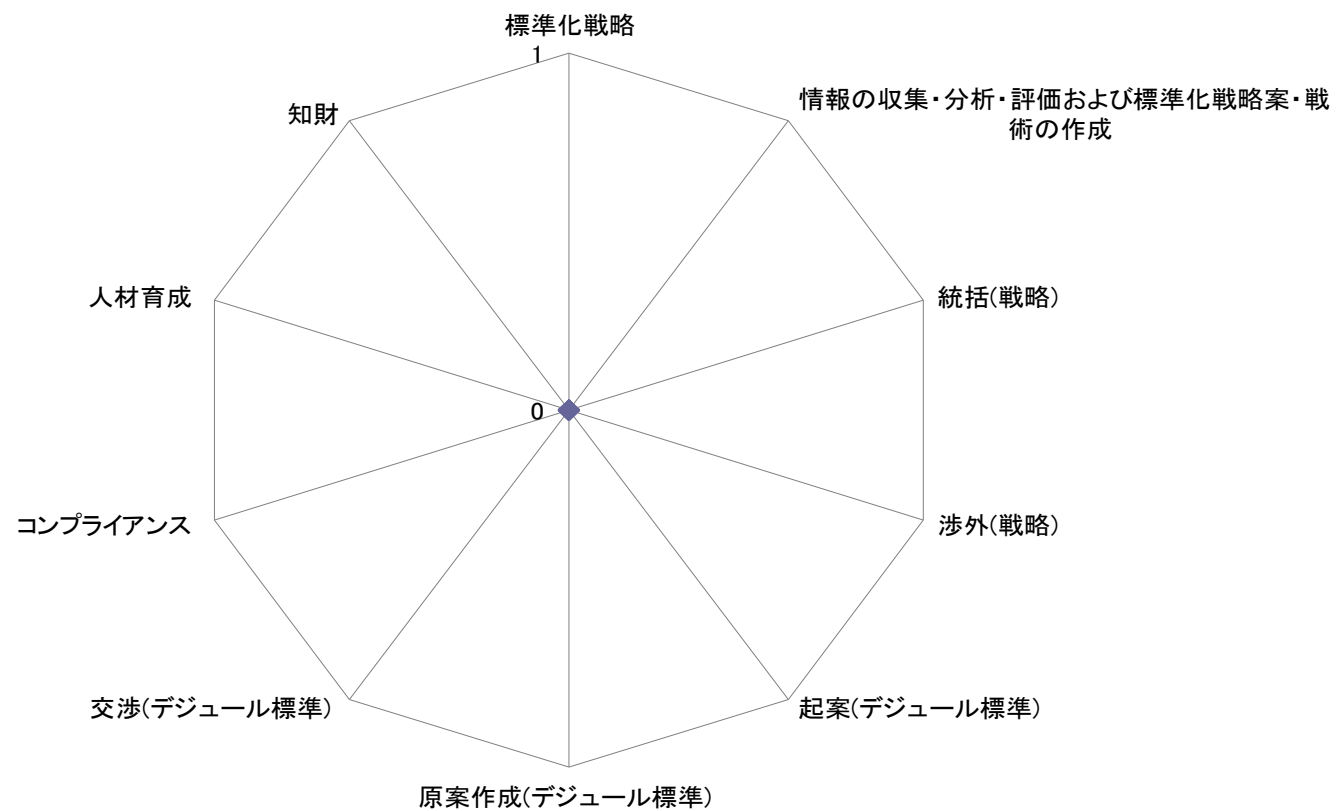 標準化戦略
1
情報の収集・分析・評価および標準化戦略案・戦
術の作成
知財
人材育成
統括(戦略)
0
コンプライアンス
渉外(戦略)
交渉(デジュール標準)
起案(デジュール標準)
原案作成(デジュール標準)